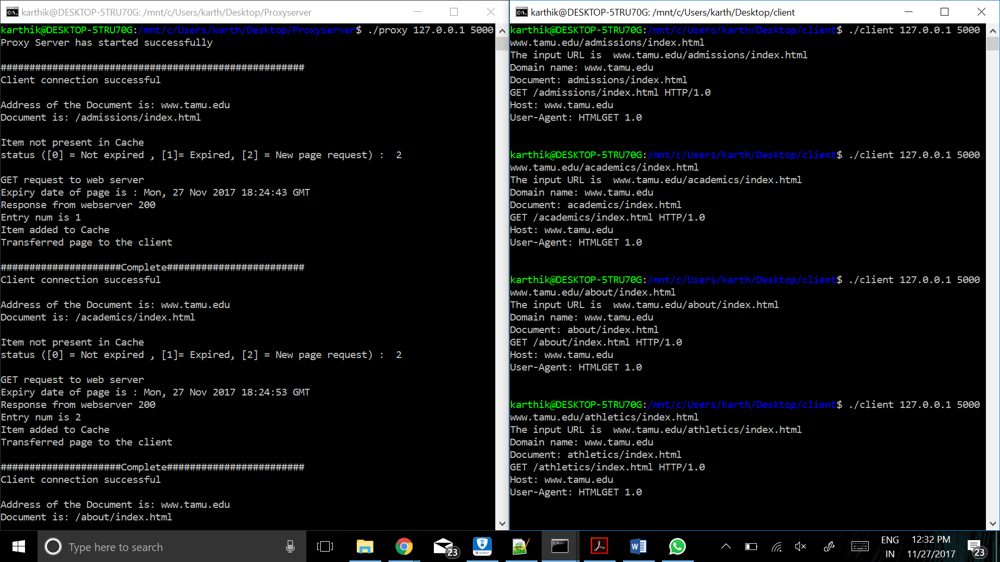 karthik@DESKTOP-5TRU70G: /mnt/c/Users/karth/Desktop/Proxyserver
karthik@DESKTOP-5TRU70G:/mnt/c/Users/karth/Desktop/Proxyserver$ ./proxy 127.0.0.1 5000
Proxy Server has started successfully
#####################################################
Client connection successful
Address of the Document is: www.tamu.edu
Document is: /admissions/index.html
Item not present in Cache
status ([0] = Not expired , [1]= Expired, [2] = New page request) :  2
GET request to web server
Expiry date of page is : Mon, 27 Nov 2017 18:24:43 GMT
Response from webserver 200
Entry num is 1
Item added to Cache
Transferred page to the client
#####################Complete########################
Client connection successful
Address of the Document is: www.tamu.edu
Document is: /academics/index.html
Item not present in Cache
status ([0] = Not expired , [1]= Expired, [2] = New page request) :  2
GET request to web server
Expiry date of page is : Mon, 27 Nov 2017 18:24:53 GMT
Response from webserver 200
Entry num is 2
Item added to Cache
Transferred page to the client
#####################Complete########################
Client connection successful
Address of the Document is: www.tamu.edu
Document is: /about/index.html
karthik@DESKTOP-5TRU70G: /mnt/c/Users/karth/Desktop/client
karthik@DESKTOP-5TRU70G:/mnt/c/Users/karth/Desktop/client$ ./client 127.0.0.1 5000
www.tamu.edu/admissions/index.html
The input URL is  www.tamu.edu/admissions/index.html
Domain name: www.tamu.edu
Document: admissions/index.html
GET /admissions/index.html HTTP/1.0
Host: www.tamu.edu
User-Agent: HTMLGET 1.0
karthik@DESKTOP-5TRU70G:/mnt/c/Users/karth/Desktop/client$ ./client 127.0.0.1 5000
www.tamu.edu/academics/index.html
The input URL is  www.tamu.edu/academics/index.html
Domain name: www.tamu.edu
Document: academics/index.html
GET /academics/index.html HTTP/1.0
Host: www.tamu.edu
User-Agent: HTMLGET 1.0
karthik@DESKTOP-5TRU70G:/mnt/c/Users/karth/Desktop/client$ ./client 127.0.0.1 5000
www.tamu.edu/about/index.html
The input URL is  www.tamu.edu/about/index.html
Domain name: www.tamu.edu
Document: about/index.html
GET /about/index.html HTTP/1.0
Host: www.tamu.edu
User-Agent: HTMLGET 1.0
karthik@DESKTOP-5TRU70G:/mnt/c/Users/karth/Desktop/client$ ./client 127.0.0.1 5000
www.tamu.edu/athletics/index.html
The input URL is  www.tamu.edu/athletics/index.html
Domain name: www.tamu.edu
Document: athletics/index.html
GET /athletics/index.html HTTP/1.0
Host: www.tamu.edu
User-Agent: HTMLGET 1.0
Type here to search
23
ENG
IN
12:32 PM
11/27/2017
23